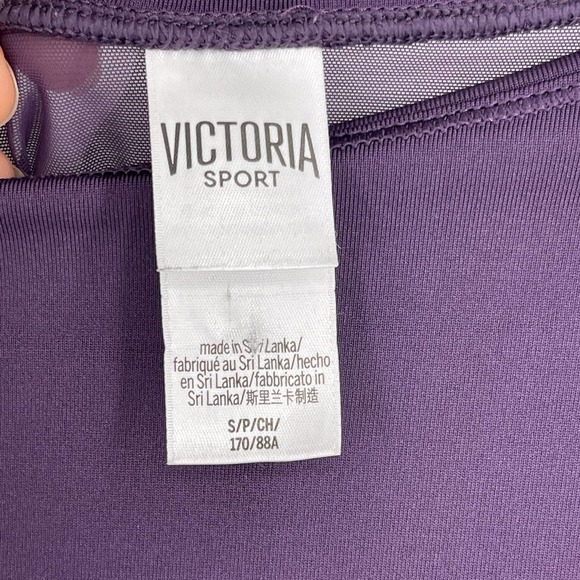 VICTORIA
SPORT
made in Sri Lanka/
fabriqué au Sri Lanka/hecho
en Sri Lanka/fabbricato in
Sri Lanka/斯里兰卡制造
S/P/CH/
170/88A